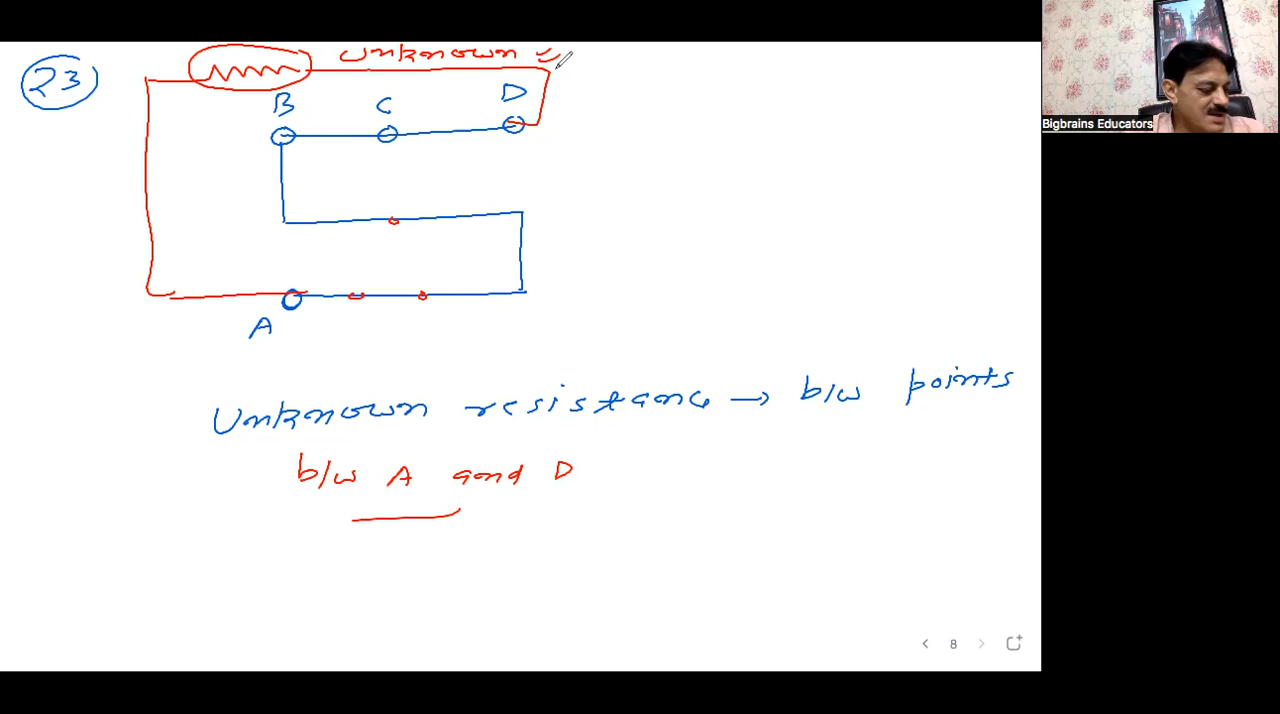 23
unknown
B C D
Bigbrains Educators
A
Unknown resistance → b/w points
b/w A and D
8